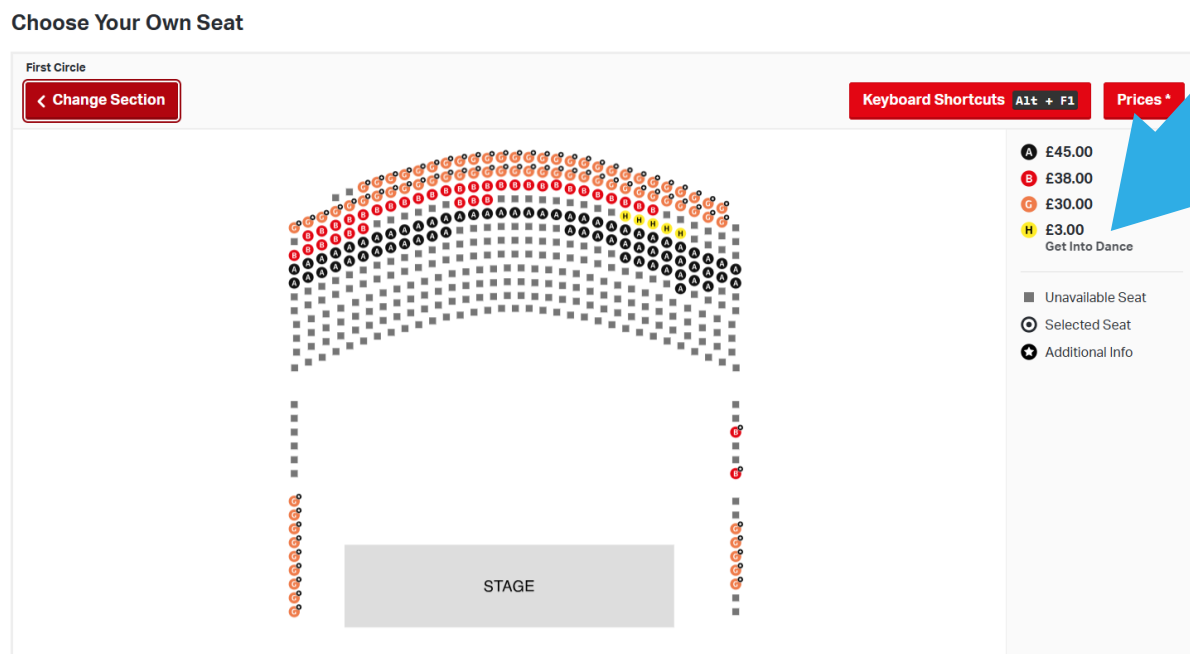 Choose Your Own Seat
First Circle
Change Section
Keyboard Shortcuts Alt + F1
Prices *
A £45.00
B £38.00
G £30.00
H £3.00
Get Into Dance
Unavailable Seat
Selected Seat
Additional Info
STAGE